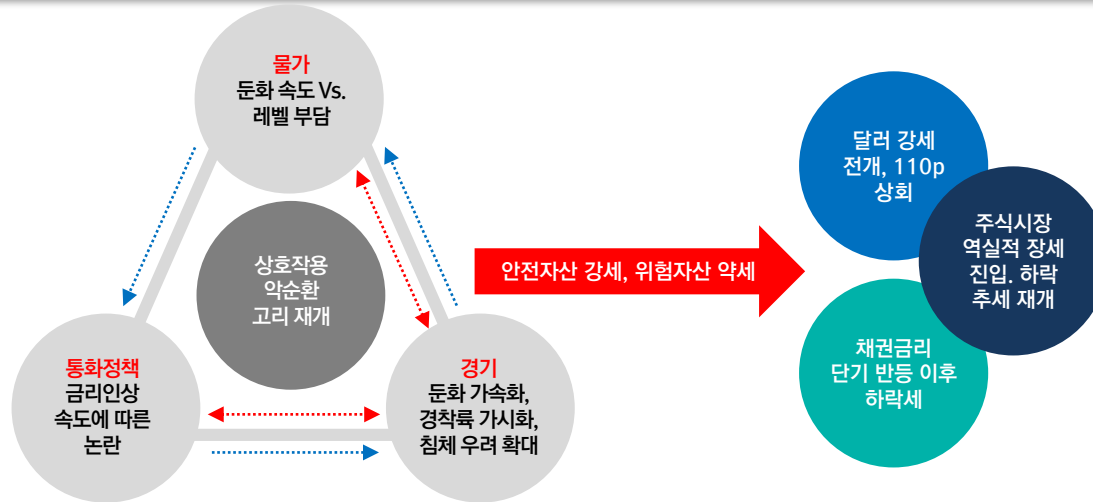 물가
둔화 속도 Vs.
레벨 부담
상호작용
악순환
고리 재개
통화정책
금리인상
속도에 따른
논란
경기
둔화 가속화,
경착륙 가시화,
침체 우려 확대
안전자산 강세, 위험자산 약세
달러 강세
전개, 110p
상회
주식시장
역실적 장세
진입. 하락
추세 재개
채권금리
단기 반등 이후
하락세